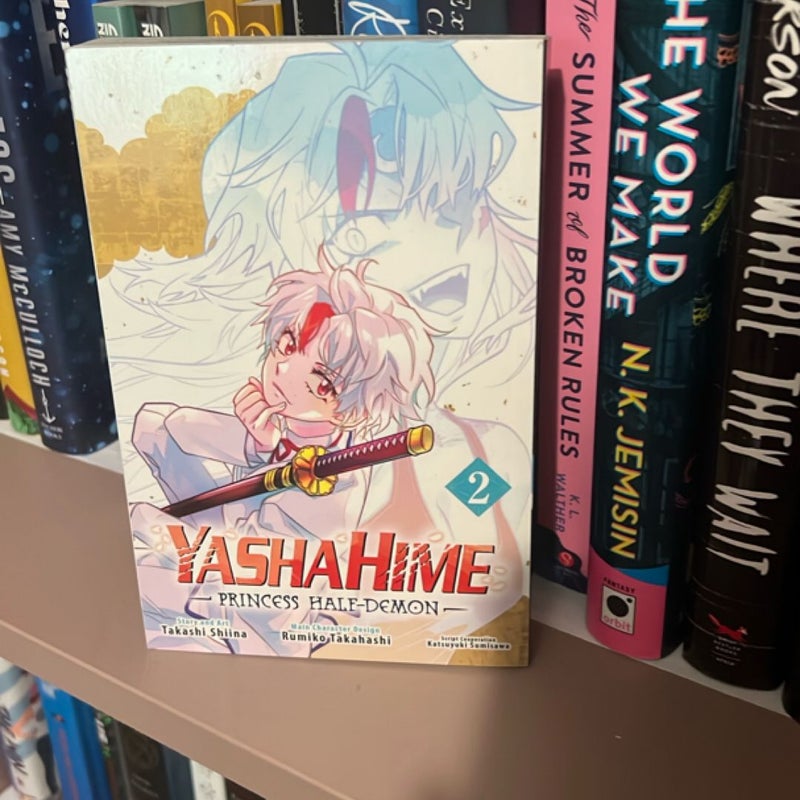 2
YASHAHIME
PRINCESS HALF-DEMON
Story and Art
Takashi Shiina
Main Character Design
Rumiko Takahashi
Script Cooperation
Katsuyuki Sumisawa
AMY MCCULLOCH
The SUMMER of BROKEN RULES
K. L. WALTHER
THE WORLD WE MAKE
N. K. JEMISIN
FANTASY
orbit
WHERE THEY WAIT